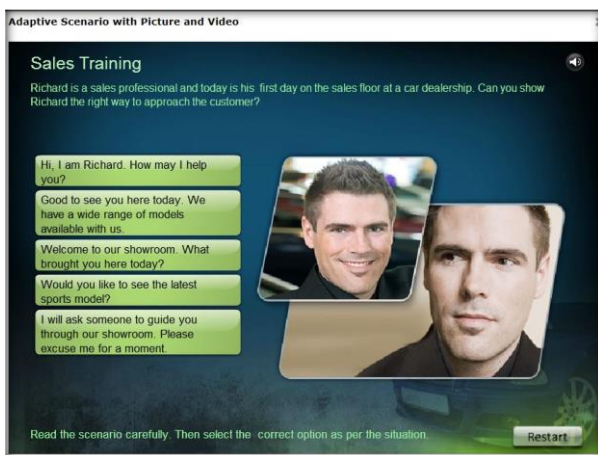 Adaptive Scenario with Picture and Video
Sales Training
Richard is a sales professional and today is his first day on the sales floor at a car dealership. Can you show
Richard the right way to approach the customer?
Hi, I am Richard. How may I help
you?
Good to see you here today. We
have a wide range of models
available with us.
Welcome to our showroom. What
brought you here today?
Would you like to see the latest
sports model?
I will ask someone to guide you
through our showroom. Please
excuse me for a moment.
Read the scenario carefully. Then select the correct option as per the situation.
Restart